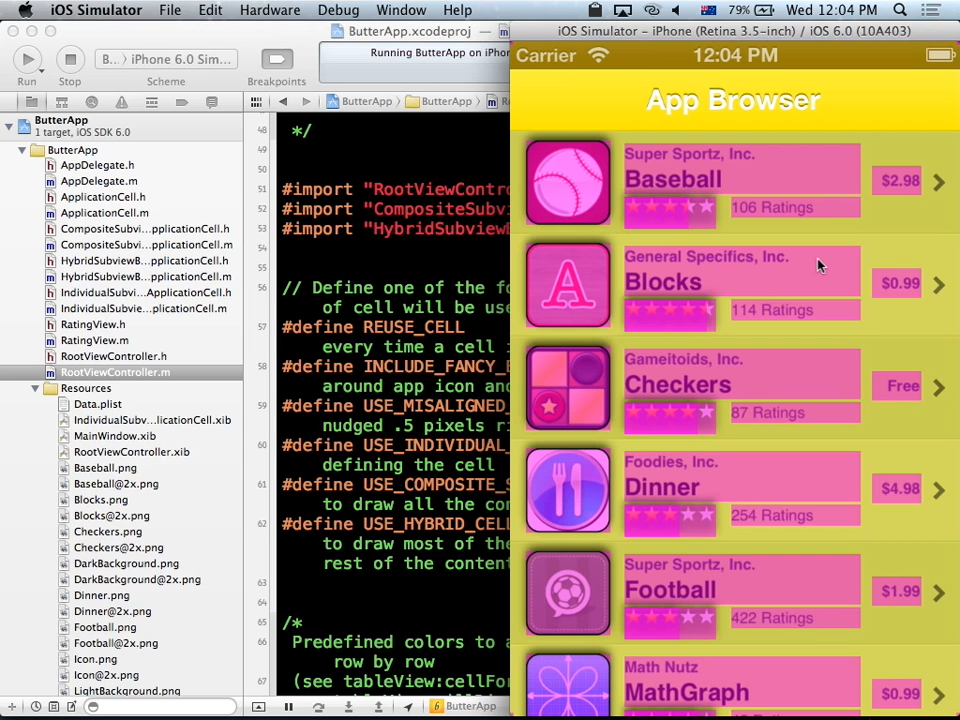 iOS Simulator File Edit Hardware Debug Window Help 79% Wed 12:04 PM
ButterApp.xcodeproj
iOS Simulator - iPhone (Retina 3.5-inch) / iOS 6.0 (10A403)
B...〉 iPhone 6.0 Sim...
Running ButterApp on iPhon
Run Stop Scheme Breakpoints
Carrier 12:04 PM
App Browser
ButterApp
1 target, iOS SDK 6.0
ButterApp
AppDelegate.h
AppDelegate.m
ApplicationCell.h
ApplicationCell.m
CompositeSubvi...pplicationCell.h
CompositeSubvi...pplicationCell.m
HybridSubviewB...pplicationCell.h
HybridSubviewB...pplicationCell.m
IndividualSubvi...ApplicationCell.h
IndividualSubvie...plicationCell.m
RatingView.h
RatingView.m
RootViewController.h
RootViewController.m
Resources
Data.plist
IndividualSubv...licationCell.xib
MainWindow.xib
RootViewController.xib
Baseball.png
Baseball@2x.png
Blocks.png
Blocks@2x.png
Checkers.png
Checkers@2x.png
DarkBackground.png
DarkBackground@2x.png
Dinner.png
Dinner@2x.png
Football.png
Football@2x.png
Icon.png
Icon@2x.png
LightBackground.png
ButterApp ButterApp
48 */
49
50
51 #import "RootViewContro
52 #import "CompositeSubvi
53 #import "HybridSubviewB
54
55
56 // Define one of the fo
of cell will be use
57 #define REUSE_CELL
every time a cell i
58 #define INCLUDE_FANCY_
around app icon and
59 #define USE_MISALIGNED_
nudged .5 pixels ri
60 #define USE_INDIVIDUAL_
defining the cell
61 #define USE_COMPOSITE_S
to draw all the con
62 #define USE_HYBRID_CELL
to draw most of the
rest of the content
63
64
65 /*
66 Predefined colors to a
row by row
67 (see tableView:cellFor
ButterApp
Super Sportz, Inc.
Baseball
$2.98
106 Ratings
General Specifics, Inc.
Blocks
$0.99
114 Ratings
A
Gameitoids, Inc.
Checkers
Free
87 Ratings
Foodies, Inc.
Dinner
$4.98
254 Ratings
Super Sportz, Inc.
Football
$1.99
422 Ratings
Math Nutz
MathGraph
$0.99